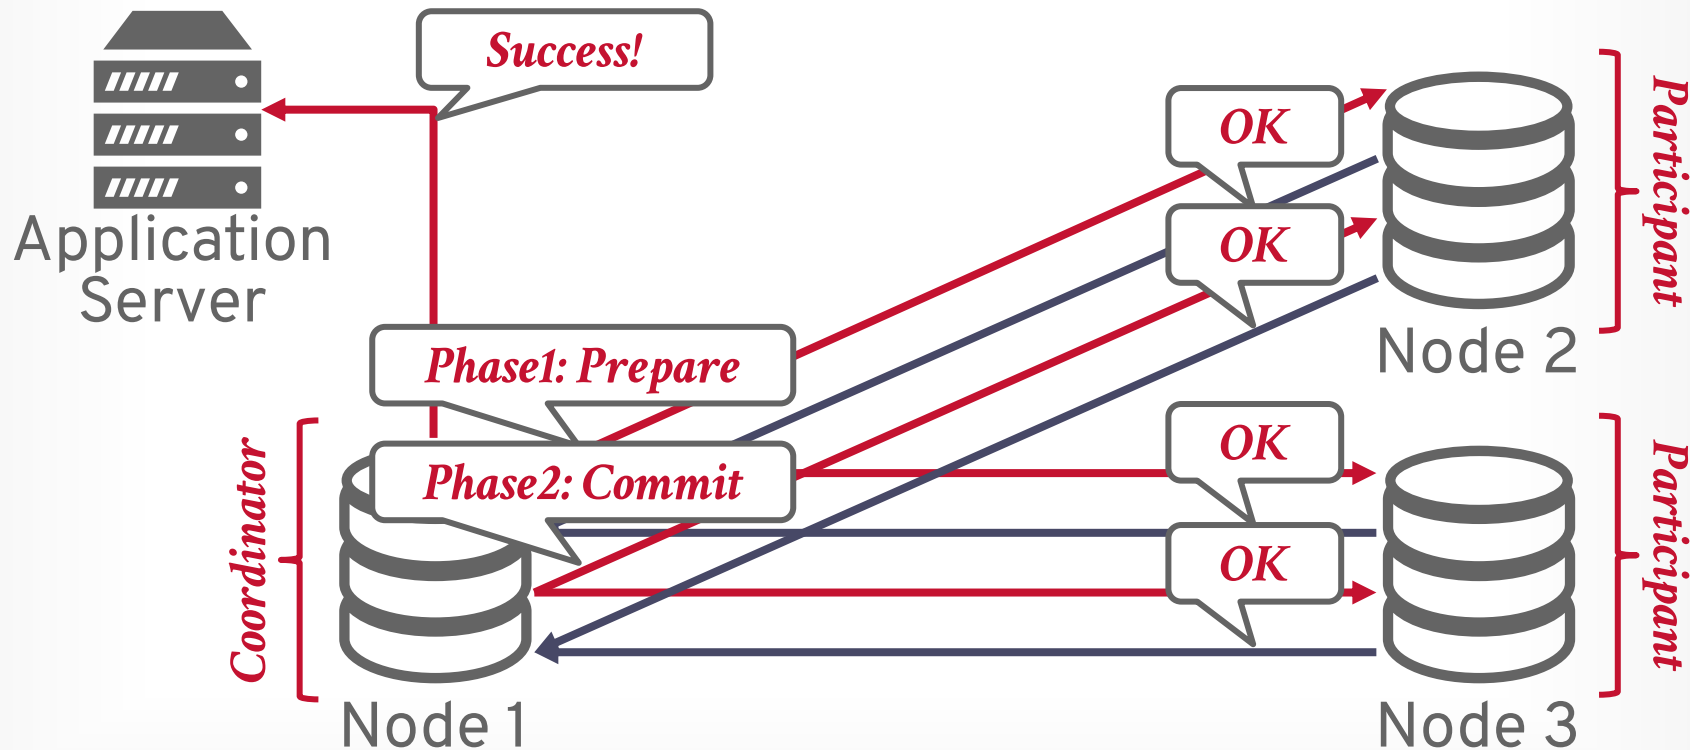 Success!
Application
Server
OK
OK
Participant
Node 2
Phase1: Prepare
Phase2: Commit
Coordinator
Node 1
OK
OK
Participant
Node 3